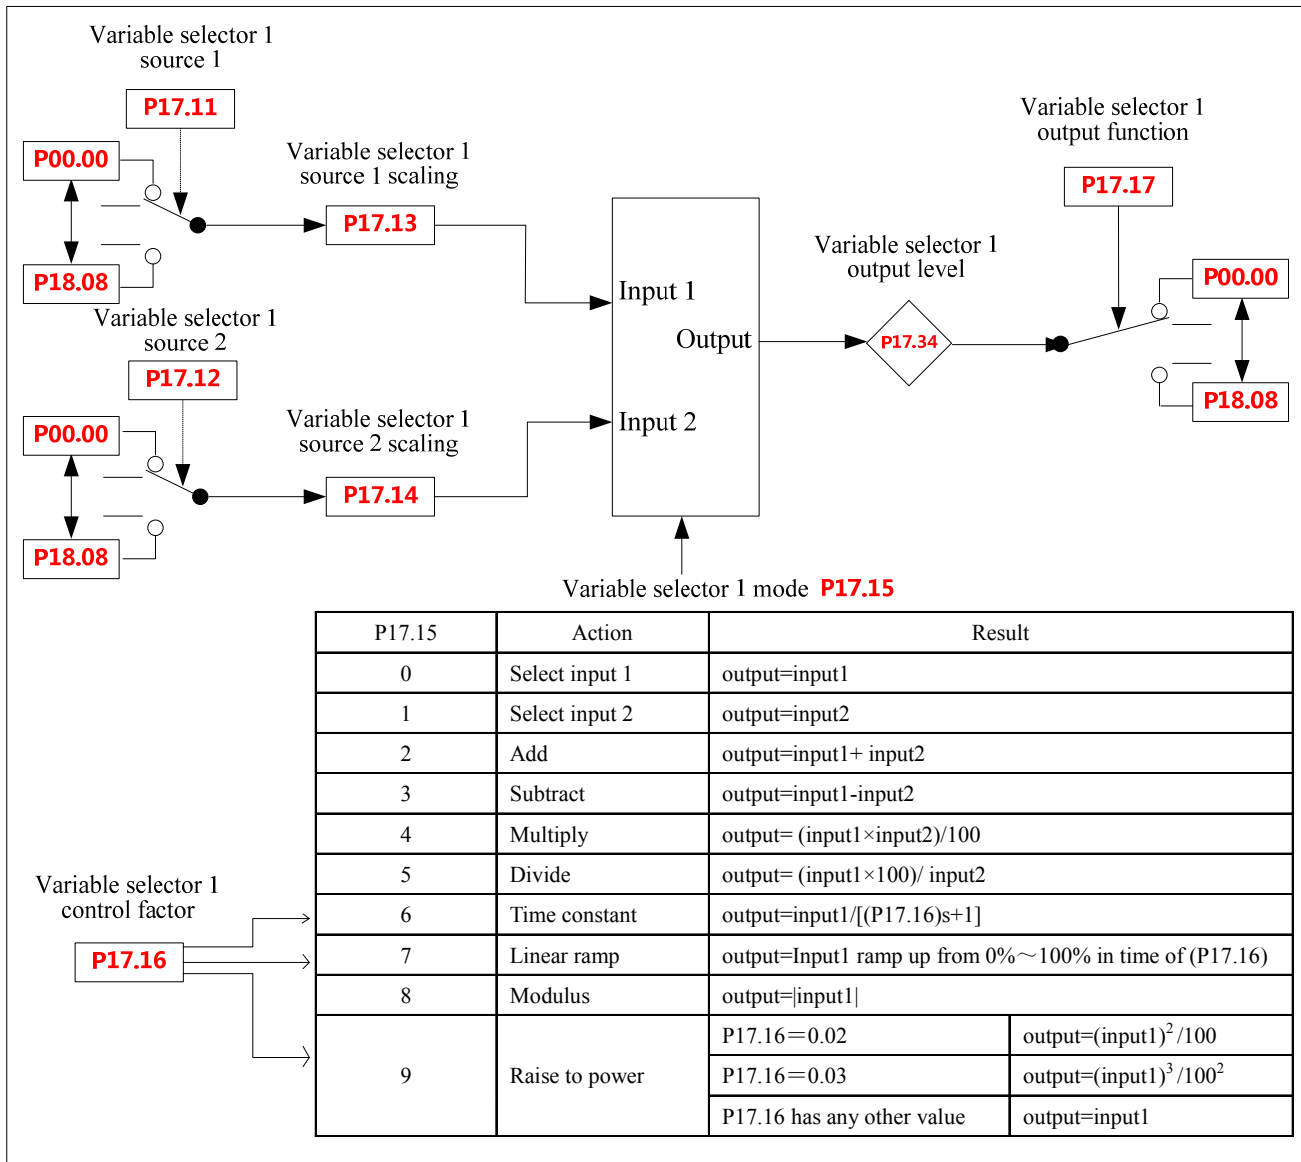 Variable selector 1
source 1
P17.11
P00.00
P18.08
Variable selector 1
source 1 scaling
P17.13
Variable selector 1
source 2
P17.12
P00.00
P18.08
Variable selector 1
source 2 scaling
P17.14
Input 1
Output
Input 2
Variable selector 1
output level
P17.34
Variable selector 1
output function
P17.17
P00.00
P18.08
Variable selector 1 mode P17.15
P17.15 Action Result
0 Select input 1 output=input1
1 Select input 2 output=input2
2 Add output=input1+ input2
3 Subtract output=input1-input2
4 Multiply output= (input1×input2)/100
5 Divide output= (input1×100)/ input2
6 Time constant output=input1/[(P17.16)s+1]
7 Linear ramp output=Input1 ramp up from 0%～100% in time of (P17.16)
8 Modulus output=|input1|
9 Raise to power
P17.16＝0.02 output=(input1)²/100
P17.16＝0.03 output=(input1)³/100²
P17.16 has any other value output=input1
Variable selector 1
control factor
P17.16